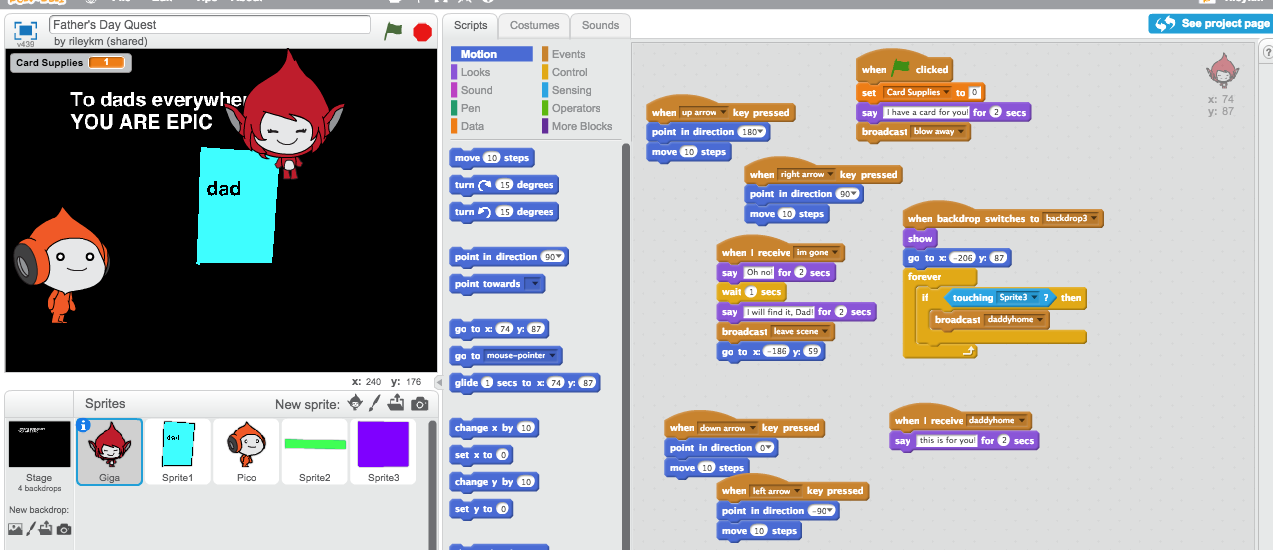 File
Edit
Tips
About
rileykm
Father's Day Quest
by rileykm (shared)
v439
Scripts
Costumes
Sounds
See project page
Card Supplies 1
To dads everywher
YOU ARE EPIC
dad
x: 240 y: 176
Sprites
New sprite:
Stage
4 backdrops
New backdrop:
Giga
dad
Sprite1
Pico
Sprite2
Sprite3
Motion
Looks
Sound
Pen
Data
Events
Control
Sensing
Operators
More Blocks
move 10 steps
turn 15 degrees
turn 15 degrees
point in direction 90
point towards
go to x: 74 y: 87
go to mouse-pointer
glide 1 secs to x: 74 y: 87
change x by 10
set x to 0
change y by 10
set y to 0
x: 74
y: 87
when clicked
set Card Supplies to 0
say I have a card for you! for 2 secs
broadcast blow away
when up arrow key pressed
point in direction 180
move 10 steps
when right arrow key pressed
point in direction 90
move 10 steps
when I receive im gone
say Oh no! for 2 secs
wait 1 secs
say I will find it, Dad! for 2 secs
broadcast leave scene
go to x: -186 y: 59
when backdrop switches to backdrop3
show
go to x: -206 y: 87
forever
if touching Sprite3 ? then
broadcast daddyhome
when down arrow key pressed
point in direction 0
move 10 steps
when left arrow key pressed
point in direction -90
move 10 steps
when I receive daddyhome
say this is for you! for 2 secs
?